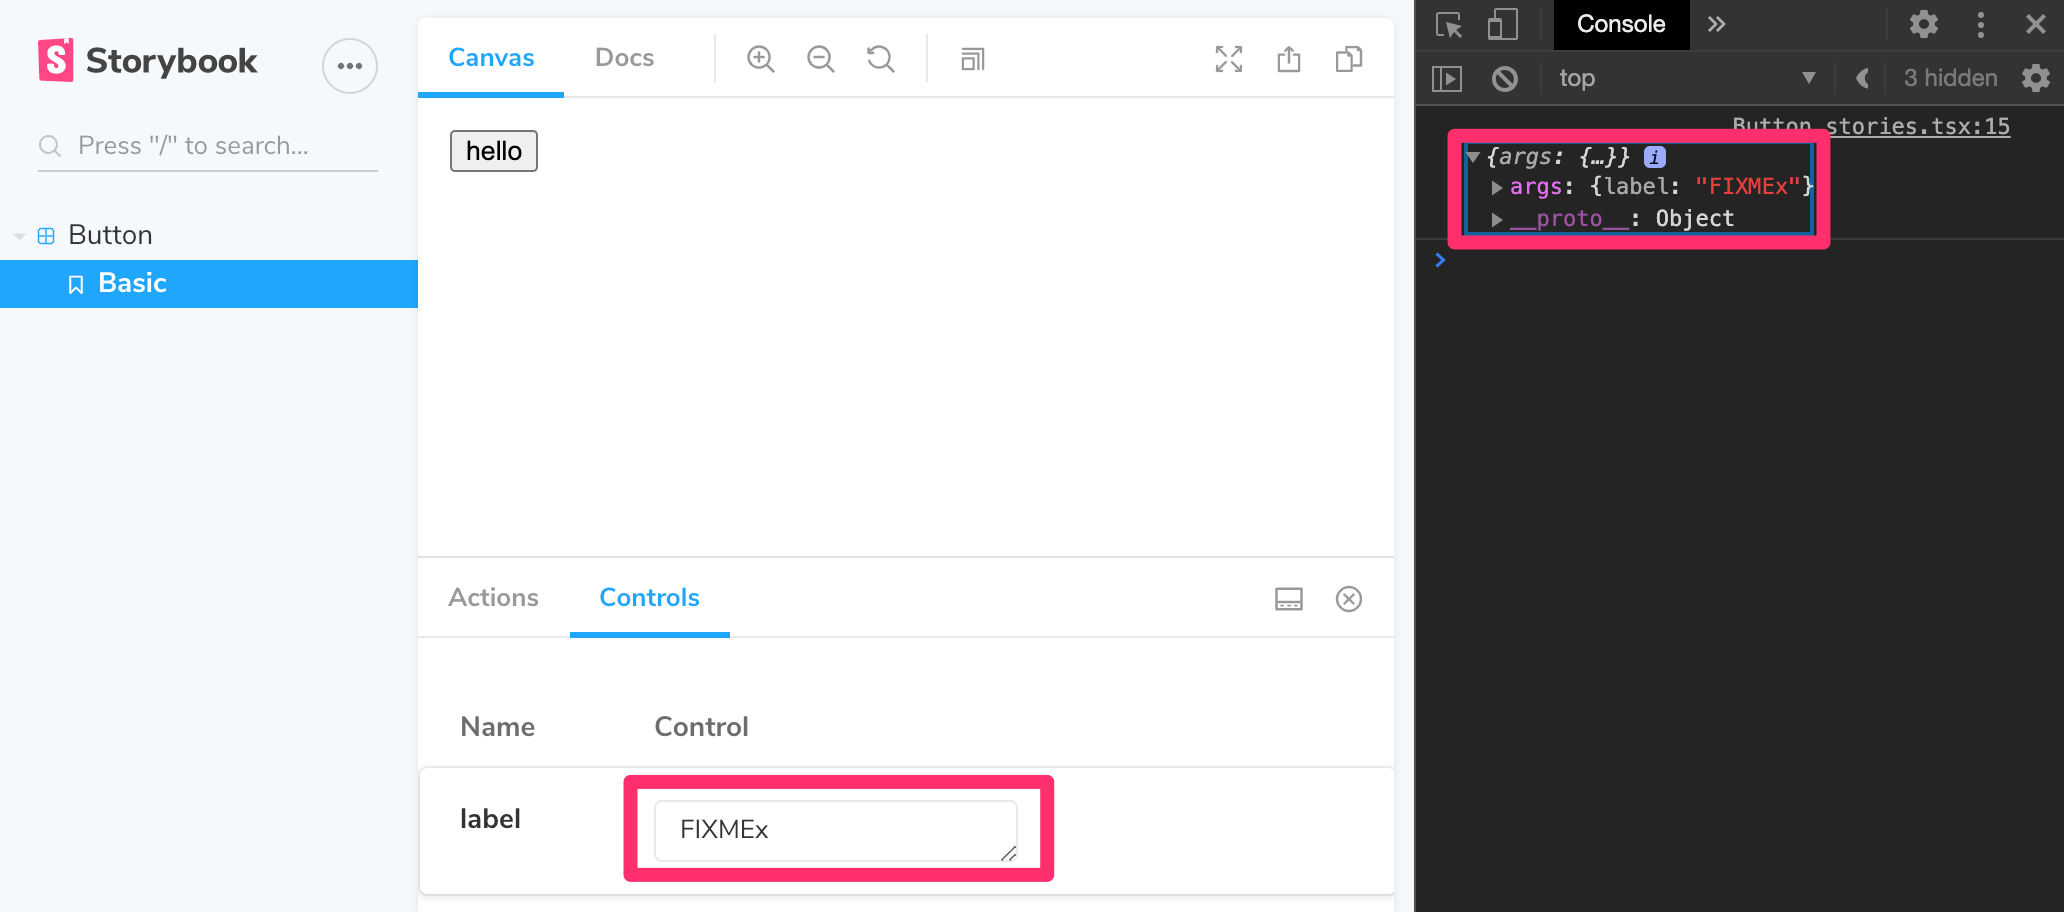 Storybook
Press "/" to search...
Button
Basic
Canvas
Docs
hello
Actions
Controls
Name
Control
label
FIXMEx
Console
top
3 hidden
Button.stories.tsx:15
{args: {…}} i
args: {label: "FIXMEx"}
__proto__: Object